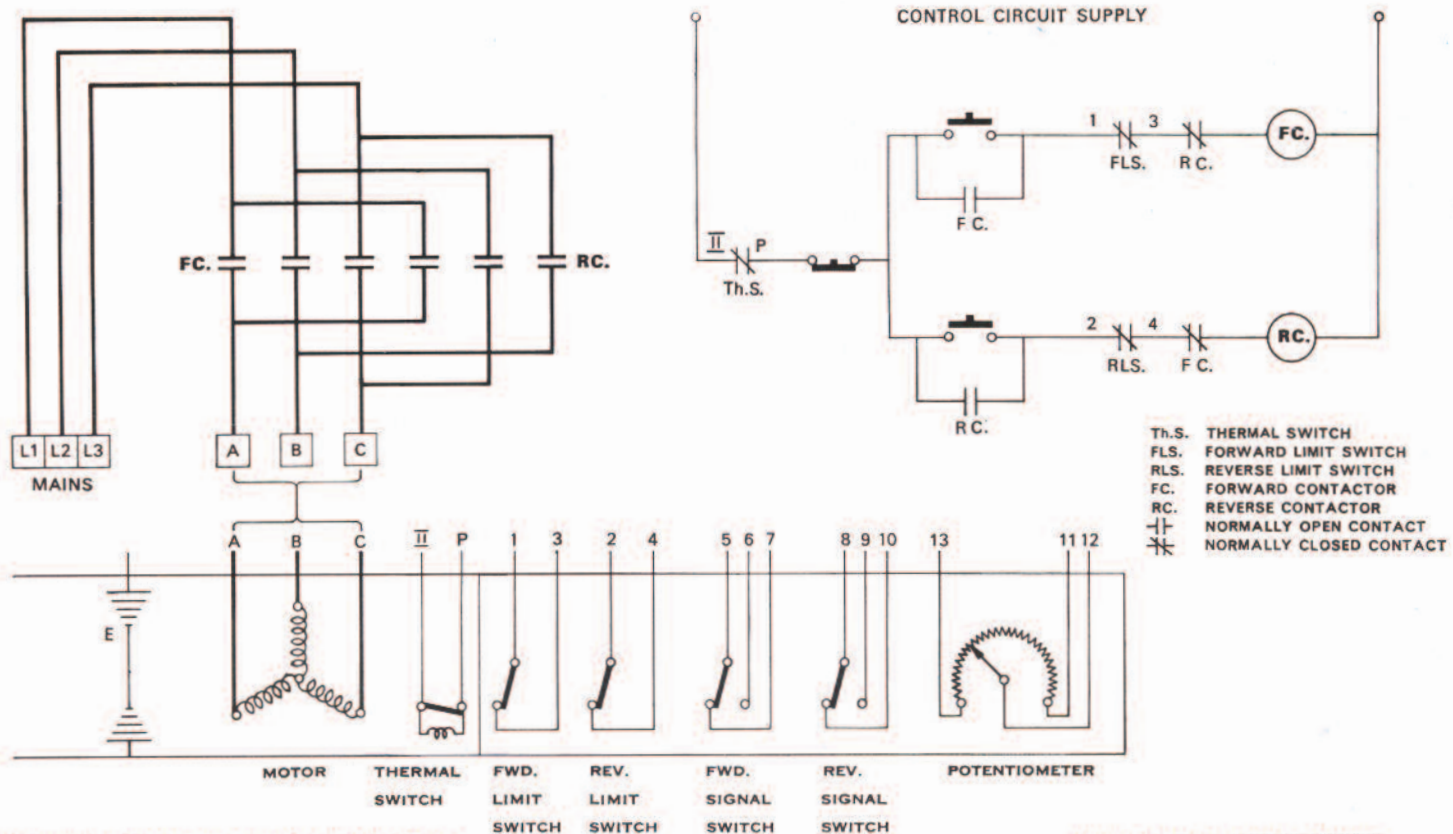 CONTROL CIRCUIT SUPPLY
1
3
FC.
FLS.
R C.
F C.
II
P
Th.S.
FC.
RC.
2
4
RC.
RLS.
F C.
R C.
L1 L2 L3
A
B
C
MAINS
Th.S. THERMAL SWITCH
FLS. FORWARD LIMIT SWITCH
RLS. REVERSE LIMIT SWITCH
FC. FORWARD CONTACTOR
RC. REVERSE CONTACTOR
NORMALLY OPEN CONTACT
NORMALLY CLOSED CONTACT
A B C II P 1 3 2 4 5 6 7 8 9 10 13 11 12
E
MOTOR
THERMAL
SWITCH
FWD.
LIMIT
SWITCH
REV.
LIMIT
SWITCH
FWD.
SIGNAL
SWITCH
REV.
SIGNAL
SWITCH
POTENTIOMETER